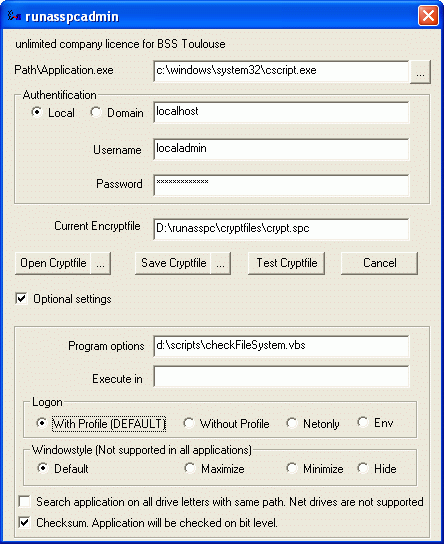 runasspcadmin
unlimited company licence for BSS Toulouse
Path\Application.exe c:\windows\system32\cscript.exe ...
Authentification
Local Domain localhost
Username localadmin
Password xxxxxxxxxxxxx
Current Encryptfile D:\runasspc\cryptfiles\crypt.spc
Open Cryptfile ... Save Cryptfile ... Test Cryptfile Cancel
Optional settings
Program options d:\scripts\checkFileSystem.vbs
Execute in
Logon
With Profile (DEFAULT) Without Profile Netonly Env
Windowstyle (Not supported in all applications)
Default Maximize Minimize Hide
Search application on all drive letters with same path. Net drives are not supported
Checksum. Application will be checked on bit level.